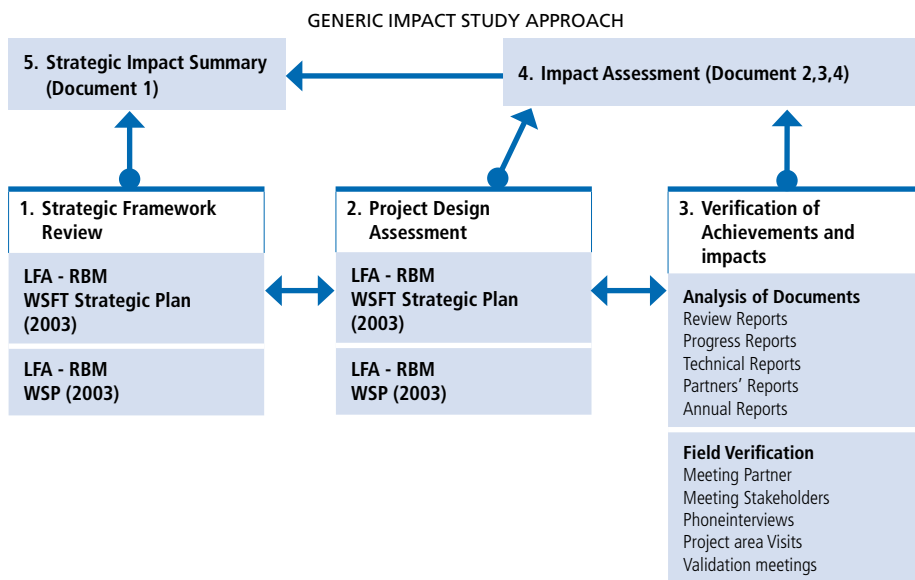 GENERIC IMPACT STUDY APPROACH
5. Strategic Impact Summary
(Document 1)
4. Impact Assessment (Document 2,3,4)
1. Strategic Framework
Review
LFA - RBM
WSFT Strategic Plan
(2003)
LFA - RBM
WSP (2003)
2. Project Design
Assessment
LFA - RBM
WSFT Strategic Plan
(2003)
LFA - RBM
WSP (2003)
3. Verification of
Achievements and
impacts
Analysis of Documents
Review Reports
Progress Reports
Technical Reports
Partners’ Reports
Annual Reports
Field Verification
Meeting Partner
Meeting Stakeholders
Phoneinterviews
Project area Visits
Validation meetings